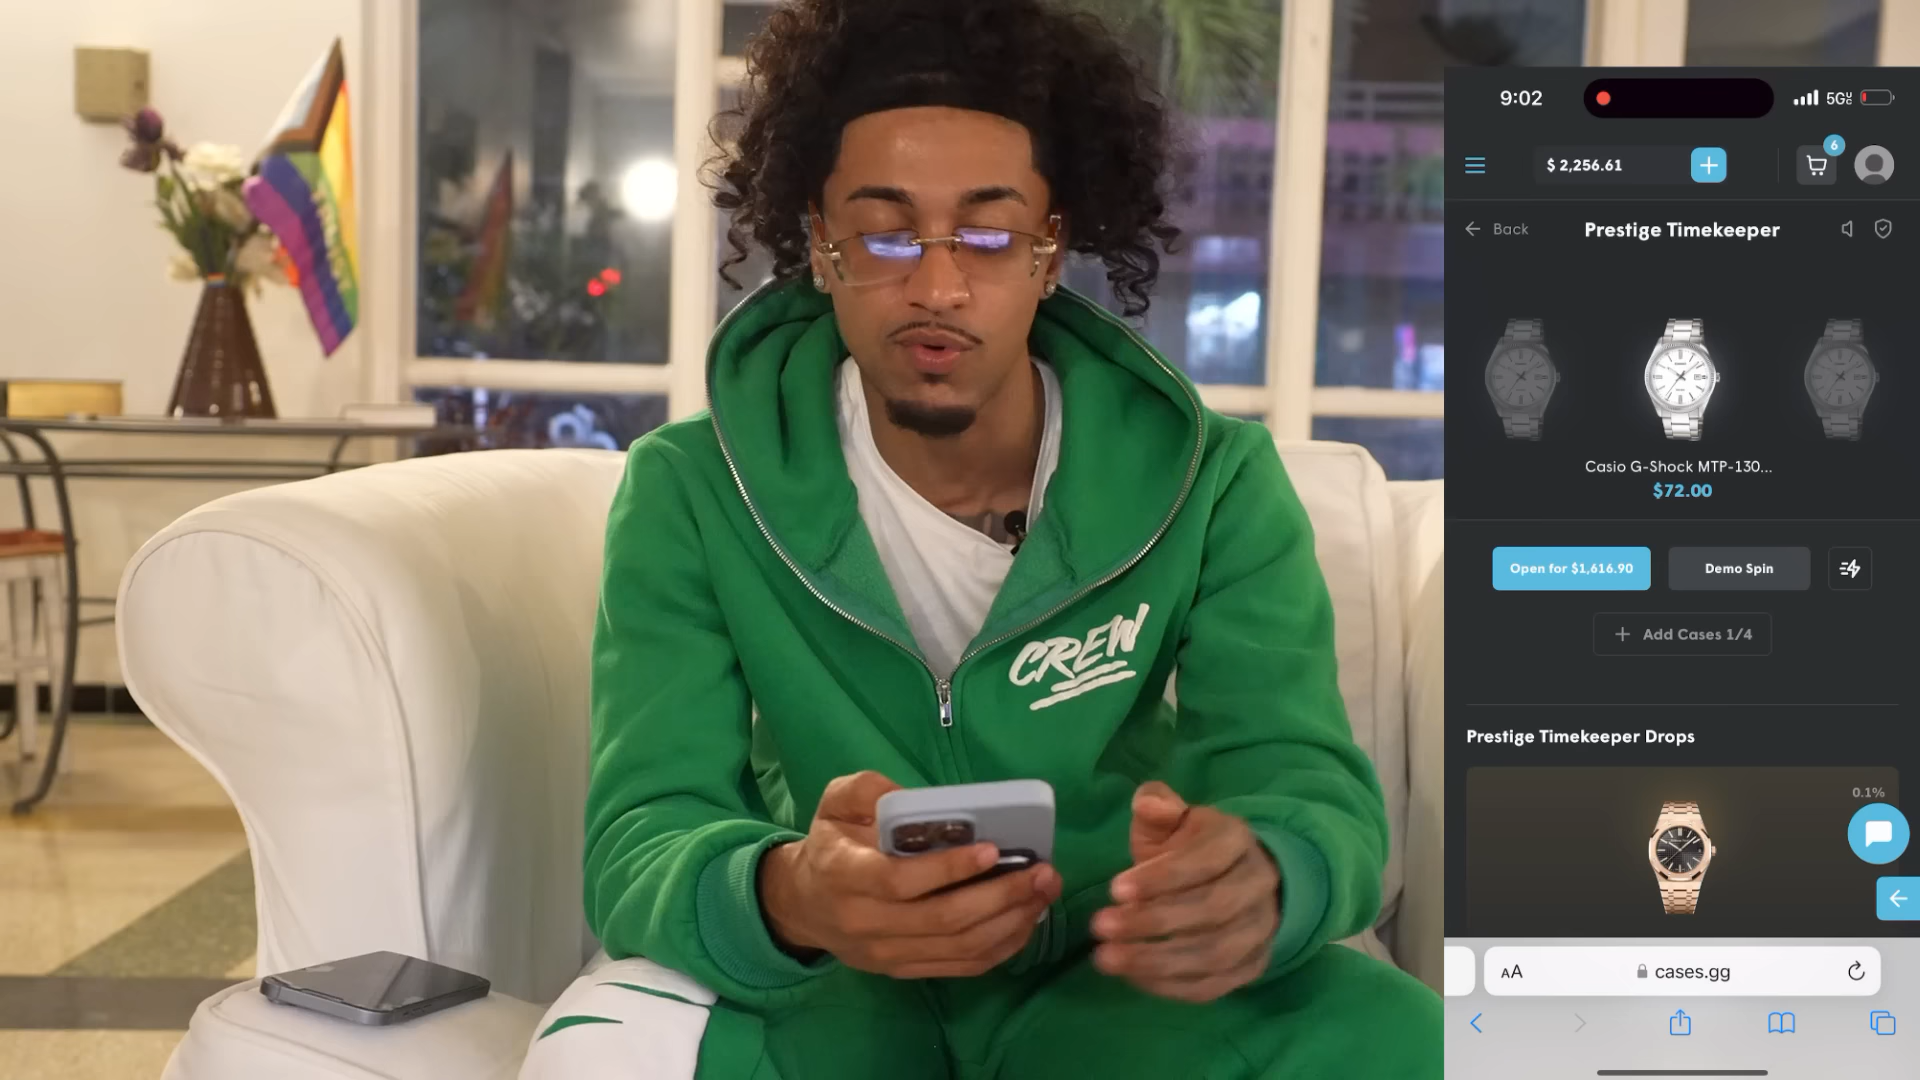 CREW
9:02
5G
$ 2,256.61
6
Back
Prestige Timekeeper
Casio G-Shock MTP-130...
$72.00
Open for $1,616.90
Demo Spin
Add Cases 1/4
Prestige Timekeeper Drops
0.1%
AA
cases.gg